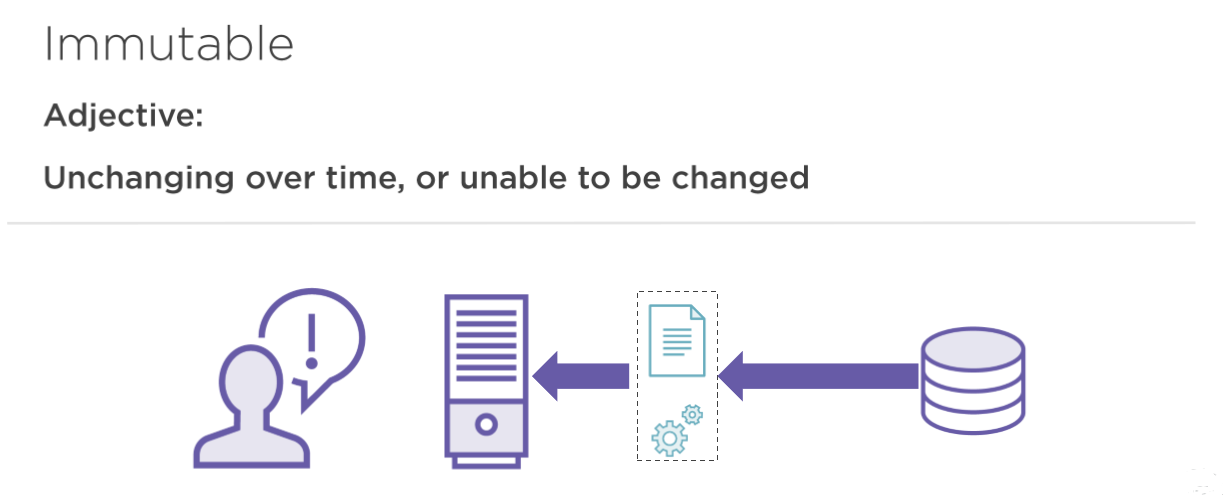 Immutable
Adjective:
Unchanging over time, or unable to be changed
!